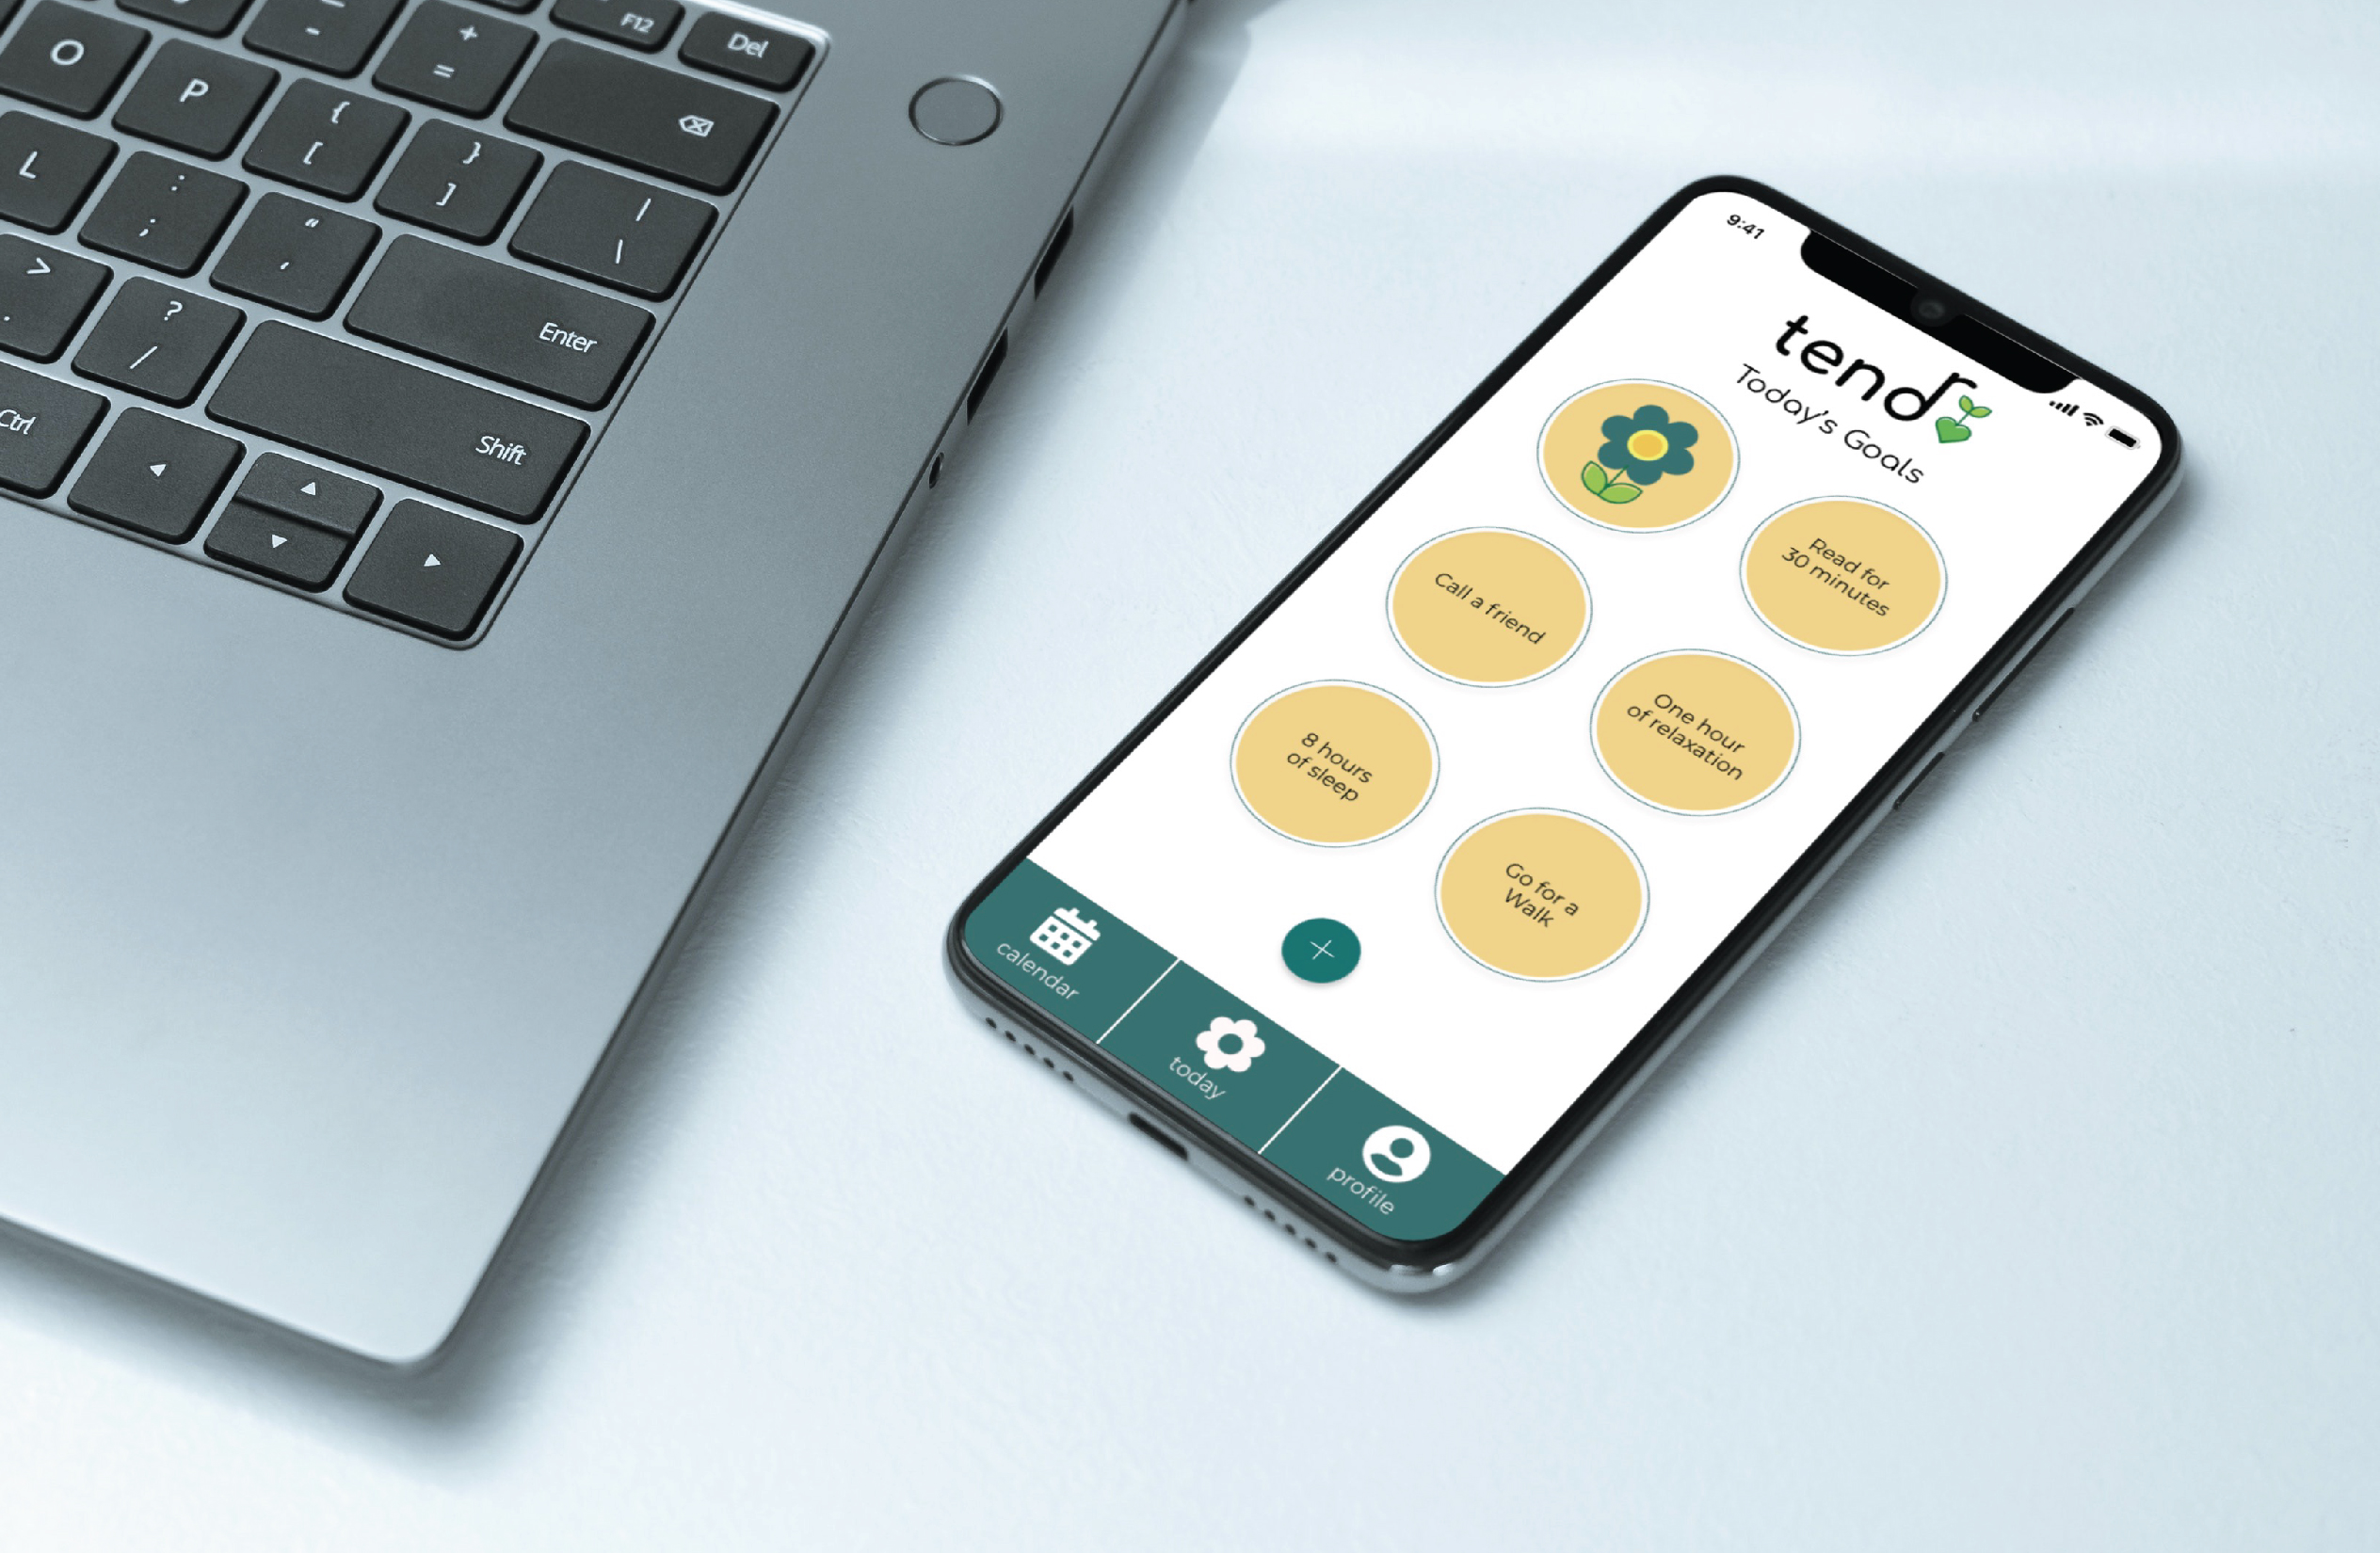 F12
Del
O
P
{
[
}
]
+
=
-
L
:
;
"
'
|
\
>
.
?
/
Enter
Ctrl
Shift
9:41
tendr
Today's Goals
Read for
30 minutes
Call a friend
One hour
of relaxation
8 hours
of sleep
Go for a
Walk
+
calendar
today
profile